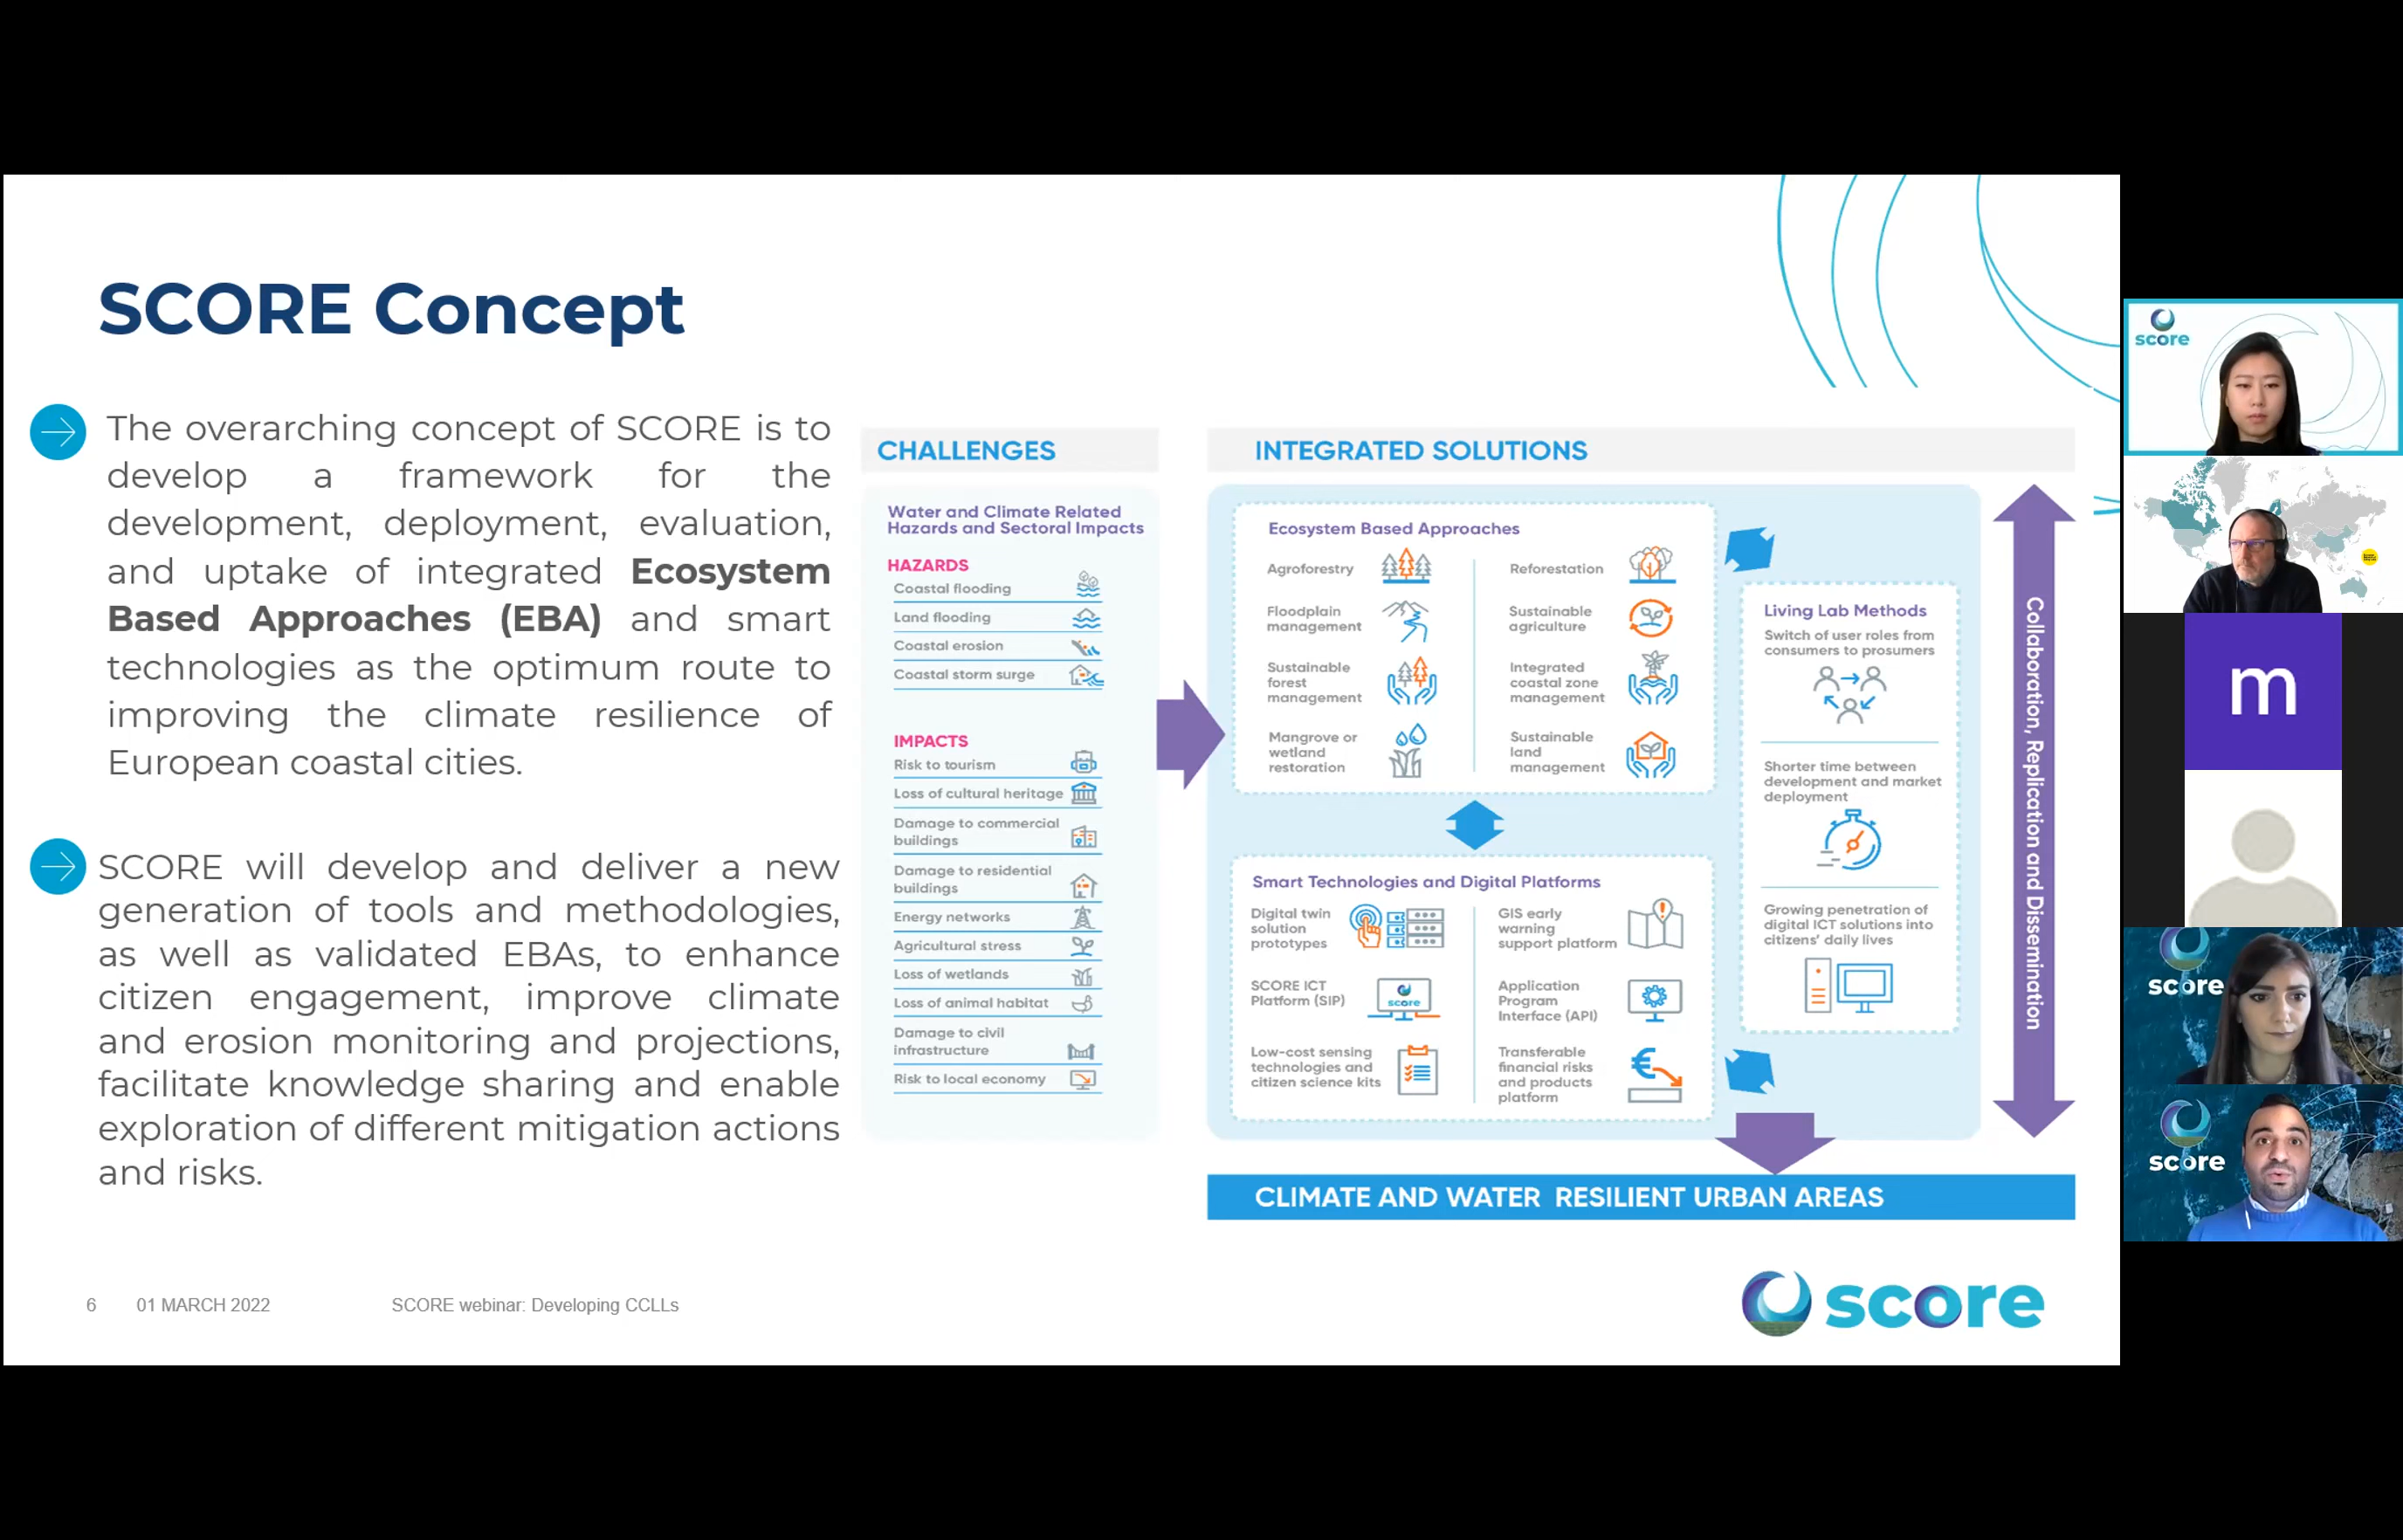 SCORE Concept
The overarching concept of SCORE is to
develop a framework for the
development, deployment, evaluation,
and uptake of integrated Ecosystem
Based Approaches (EBA) and smart
technologies as the optimum route to
improving the climate resilience of
European coastal cities.
SCORE will develop and deliver a new
generation of tools and methodologies,
as well as validated EBAs, to enhance
citizen engagement, improve climate
and erosion monitoring and projections,
facilitate knowledge sharing and enable
exploration of different mitigation actions
and risks.
CHALLENGES
Water and Climate Related
Hazards and Sectoral Impacts
HAZARDS
Coastal flooding
Land flooding
Coastal erosion
Coastal storm surge
IMPACTS
Risk to tourism
Loss of cultural heritage
Damage to commercial
buildings
Damage to residential
buildings
Energy networks
Agricultural stress
Loss of wetlands
Loss of animal habitat
Damage to civil
infrastructure
Risk to local economy
INTEGRATED SOLUTIONS
Ecosystem Based Approaches
Agroforestry
Floodplain
management
Sustainable
forest
management
Mangrove or
wetland
restoration
Reforestation
Sustainable
agriculture
Integrated
coastal zone
management
Sustainable
land
management
Smart Technologies and Digital Platforms
Digital twin
solution
prototypes
SCORE ICT
Platform (SIP)
score
Low-cost sensing
technologies and
citizen science kits
GIS early
warning
support platform
Application
Program
Interface (API)
Transferable
financial risks
and products
platform
Living Lab Methods
Switch of user roles from
consumers to prosumers
Shorter time between
development and market
deployment
Growing penetration of
digital ICT solutions into
citizens' daily lives
Collaboration, Replication and Dissemination
CLIMATE AND WATER RESILIENT URBAN AREAS
6 01 MARCH 2022 SCORE webinar: Developing CCLLs
score
score
m
score
score